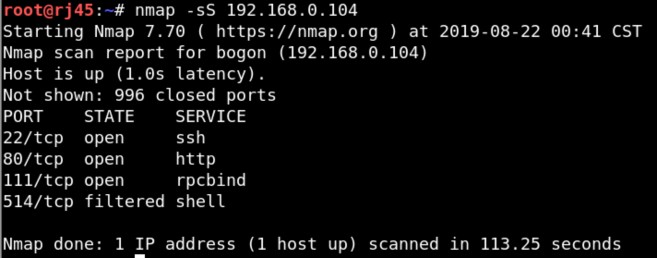 root@rj45:~# nmap -sS 192.168.0.104
Starting Nmap 7.70 ( https://nmap.org ) at 2019-08-22 00:41 CST
Nmap scan report for bogon (192.168.0.104)
Host is up (1.0s latency).
Not shown: 996 closed ports
PORT    STATE    SERVICE
22/tcp  open     ssh
80/tcp  open     http
111/tcp open     rpcbind
514/tcp filtered shell
Nmap done: 1 IP address (1 host up) scanned in 113.25 seconds